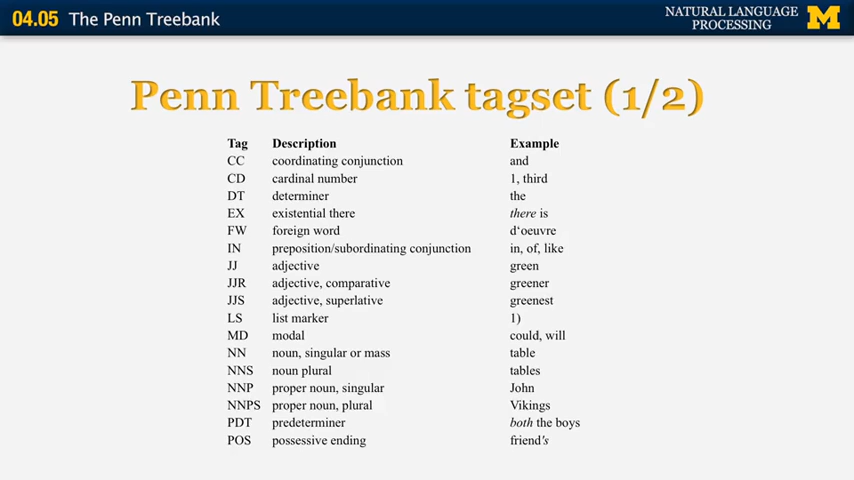 04.05 The Penn Treebank
NATURAL LANGUAGE
PROCESSING
M
Penn Treebank tagset (1/2)
Tag Description Example
CC coordinating conjunction and
CD cardinal number 1, third
DT determiner the
EX existential there there is
FW foreign word d‘oeuvre
IN preposition/subordinating conjunction in, of, like
JJ adjective green
JJR adjective, comparative greener
JJS adjective, superlative greenest
LS list marker 1)
MD modal could, will
NN noun, singular or mass table
NNS noun plural tables
NNP proper noun, singular John
NNPS proper noun, plural Vikings
PDT predeterminer both the boys
POS possessive ending friend's